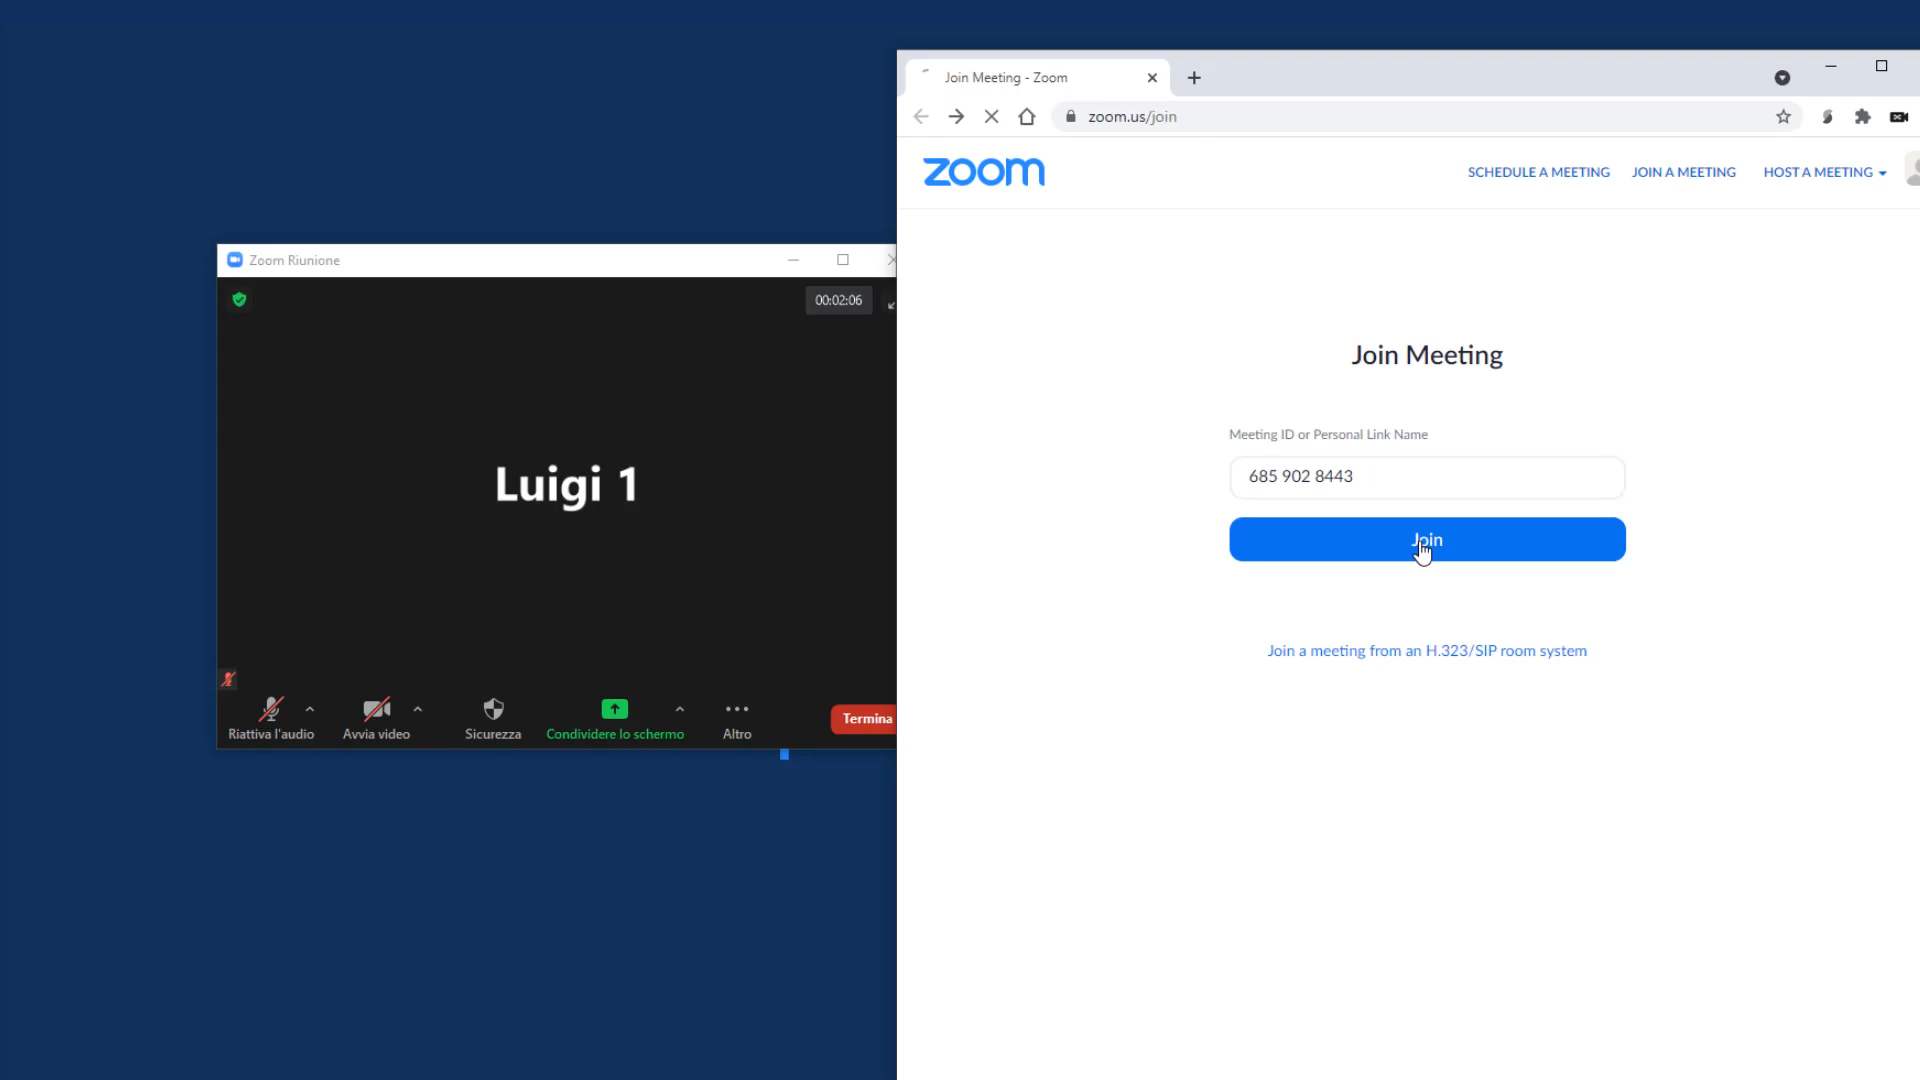 Join Meeting - Zoom
zoom.us/join
zoom
SCHEDULE A MEETING
JOIN A MEETING
HOST A MEETING
Zoom Riunione
00:02:06
Luigi 1
Riattiva l'audio
Avvia video
Sicurezza
Condividere lo schermo
Altro
Termina
Join Meeting
Meeting ID or Personal Link Name
685 902 8443
Join
Join a meeting from an H.323/SIP room system